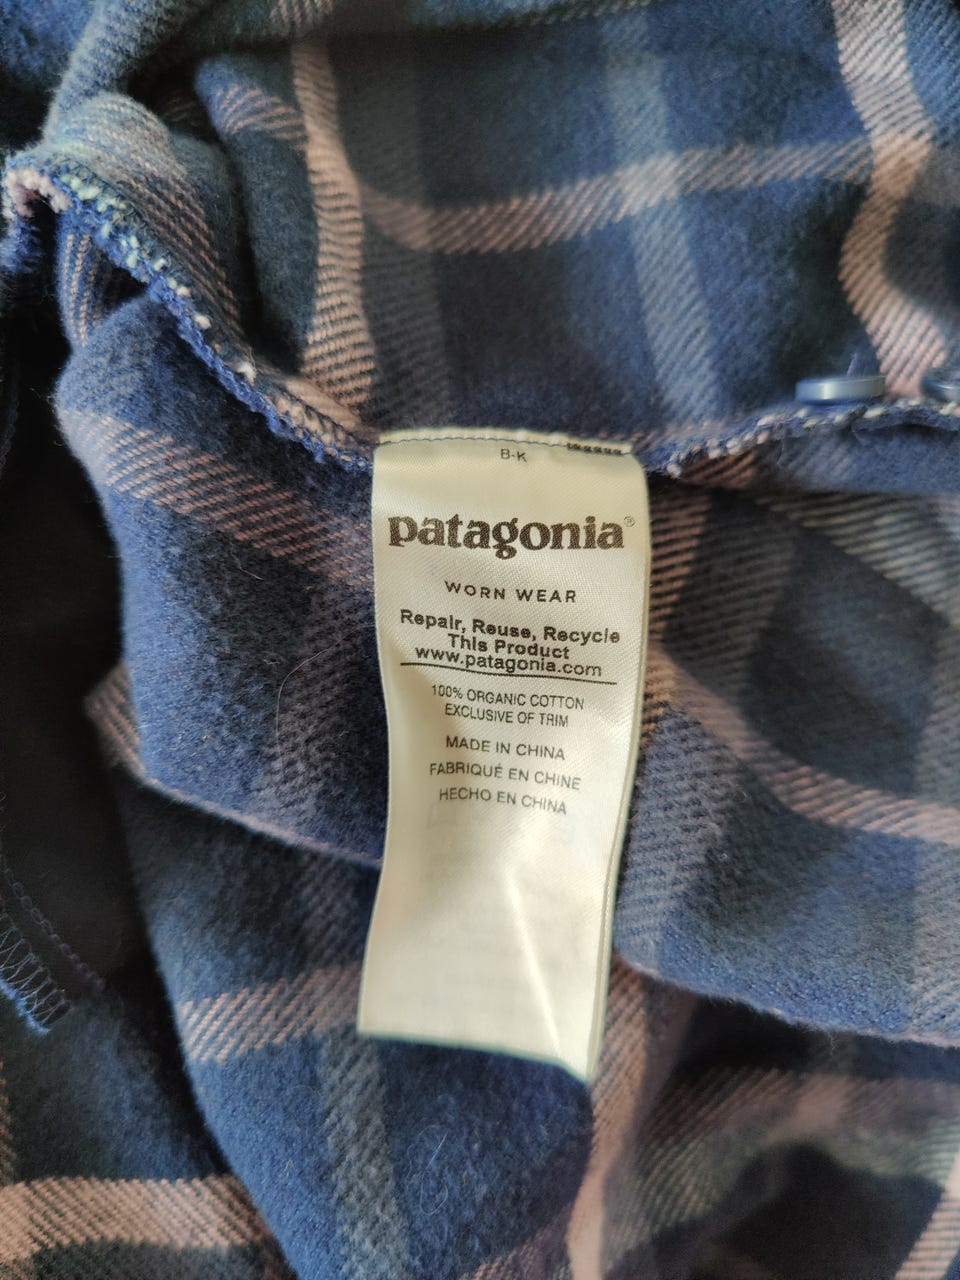 B-K
patagonia®
WORN WEAR
Repair, Reuse, Recycle
This Product
www.patagonia.com
100% ORGANIC COTTON
EXCLUSIVE OF TRIM
MADE IN CHINA
FABRIQUÉ EN CHINE
HECHO EN CHINA